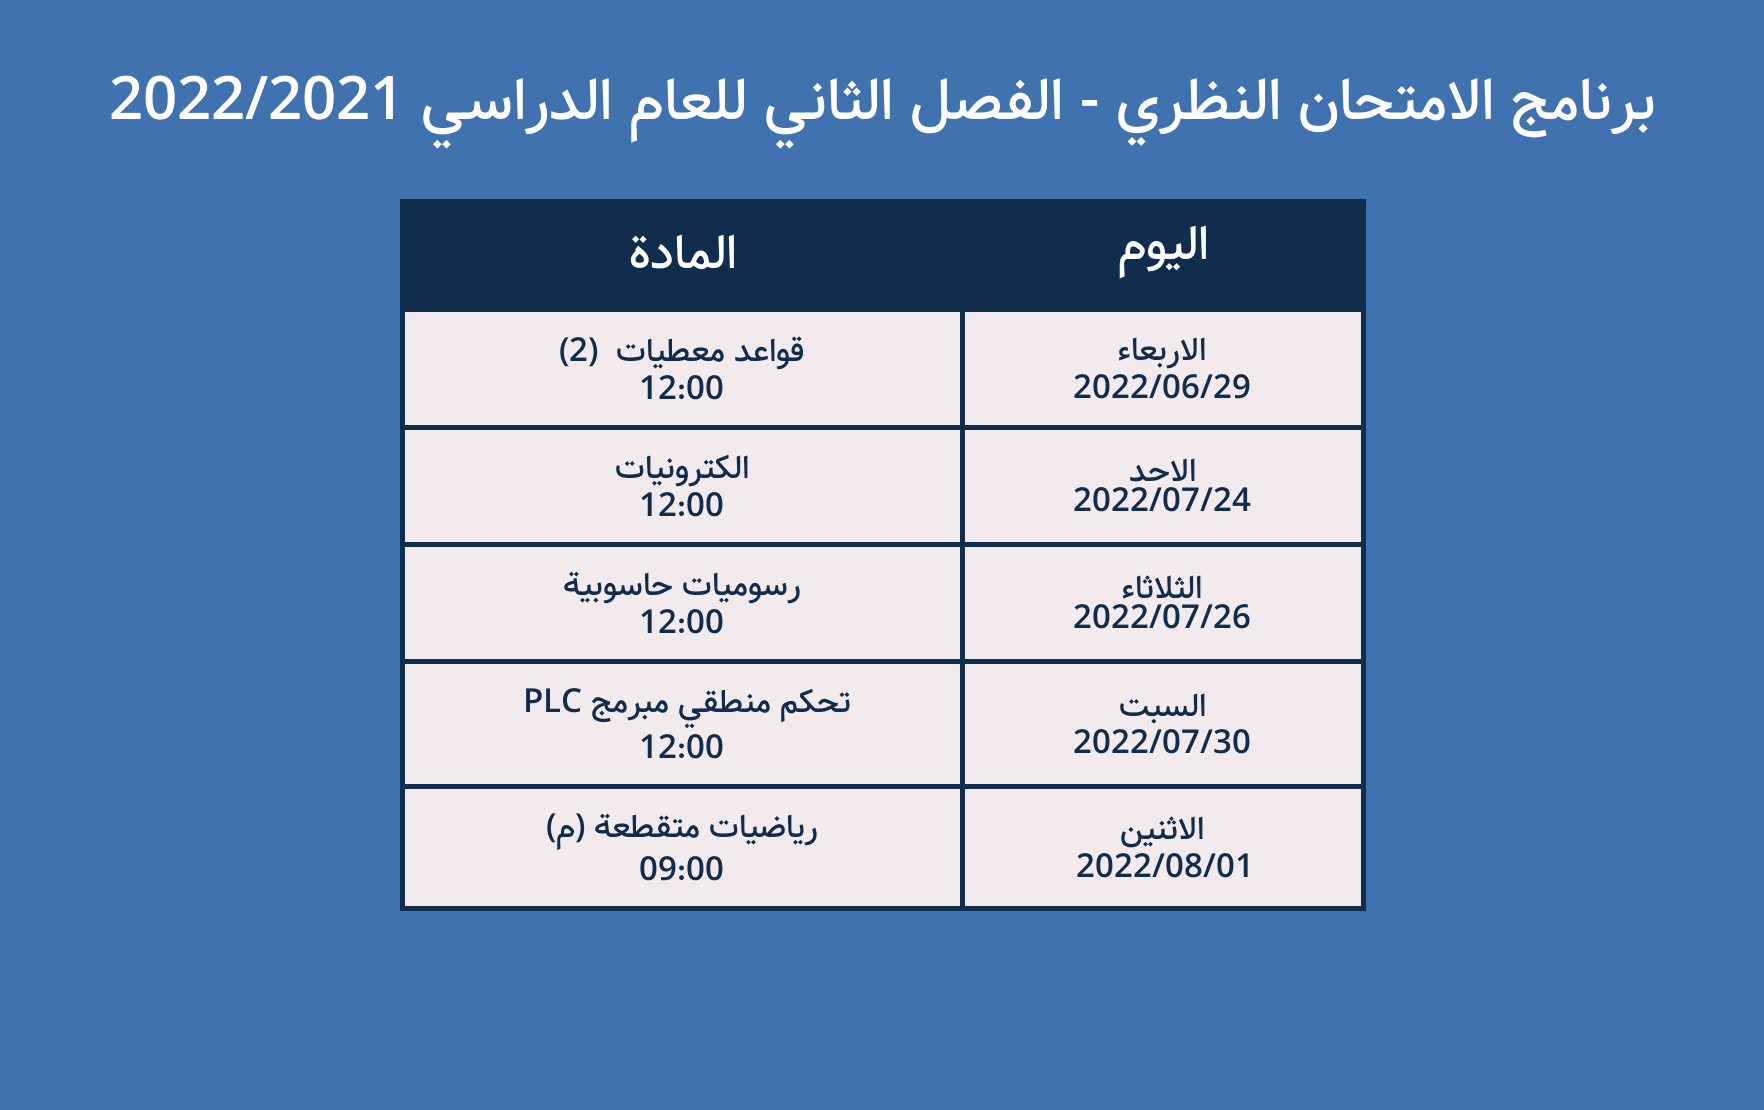 برنامج الامتحان النظري - الفصل الثاني للعام الدراسي 2022/2021
اليوم
المادة
الاربعاء
2022/06/29
قواعد معطيات (2)
12:00
الاحد
2022/07/24
الكترونيات
12:00
الثلاثاء
2022/07/26
رسوميات حاسوبية
12:00
السبت
2022/07/30
تحكم منطقي مبرمج PLC
12:00
الاثنين
2022/08/01
رياضيات متقطعة (م)
09:00